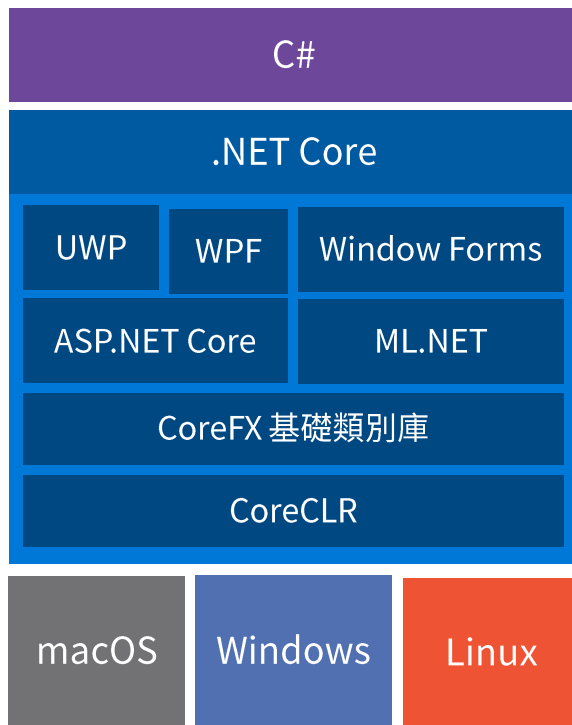 C#
.NET Core
UWP
WPF
Window Forms
ASP.NET Core
ML.NET
CoreFX 基礎類別庫
CoreCLR
macOS
Windows
Linux